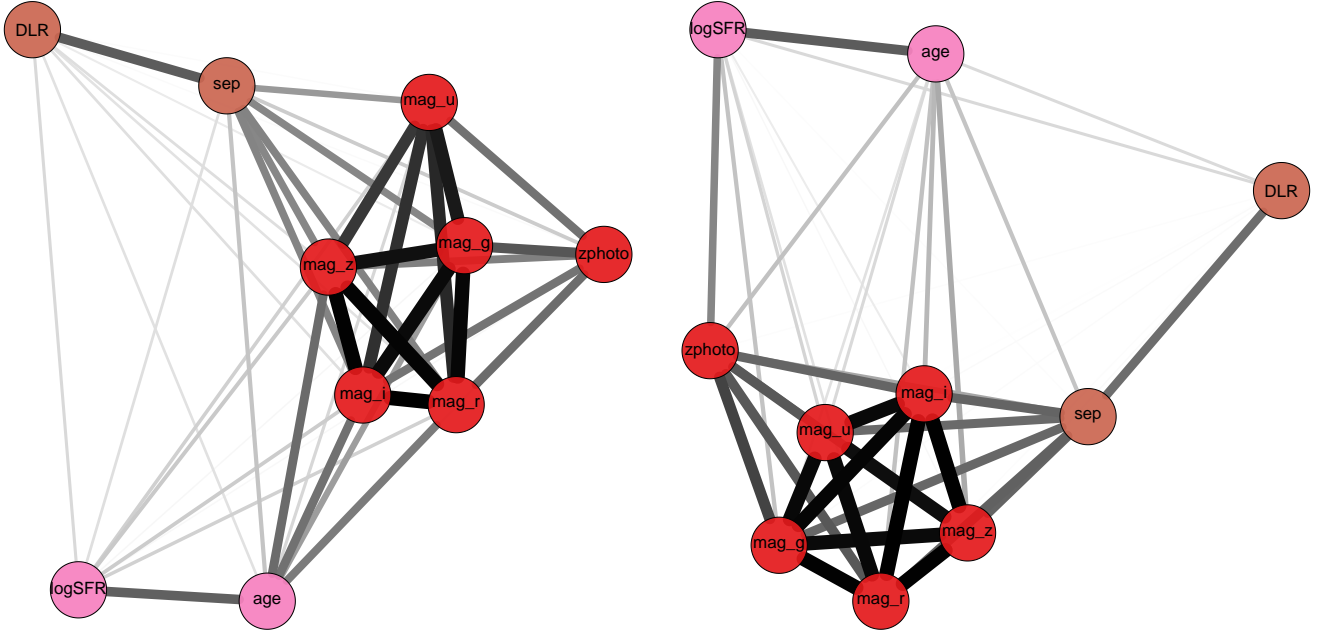 DLR
sep
mag_u
mag_g
mag_z
zphoto
mag_i
mag_r
logSFR
age
logSFR
age
DLR
zphoto
mag_i
sep
mag_u
mag_z
mag_g
mag_r